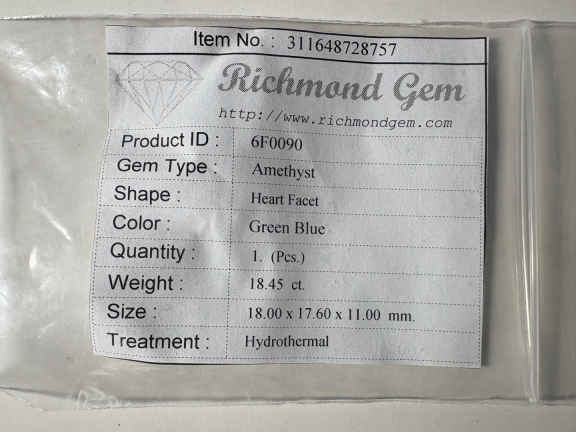 Item No. : 311648728757
Richmond Gem
http://www.richmondgem.com
Product ID : 6F0090
Gem Type : Amethyst
Shape : Heart Facet
Color : Green Blue
Quantity : 1. (Pcs.)
Weight : 18.45 ct.
Size : 18.00 x 17.60 x 11.00 mm.
Treatment : Hydrothermal